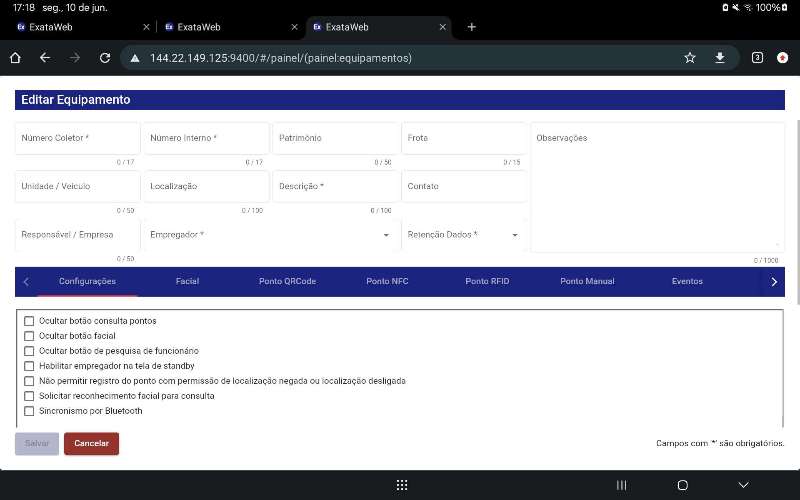 17:18 seg., 10 de jun. 100%
Ex ExataWeb
Ex ExataWeb
Ex ExataWeb
144.22.149.125:9400/#/painel/(painel:equipamentos)
3
Editar Equipamento
Número Coletor *
Número Interno *
Patrimônio
Frota
Observações
0 / 17
0 / 17
0 / 50
0 / 15
Unidade / Veículo
Localização
Descrição *
Contato
0 / 50
0 / 100
0 / 100
Responsável / Empresa
Empregador *
Retenção Dados *
0 / 50
0 / 1000
Configurações
Facial
Ponto QRCode
Ponto NFC
Ponto RFID
Ponto Manual
Eventos
Ocultar botão consulta pontos
Ocultar botão facial
Ocultar botão de pesquisa de funcionário
Habilitar empregador na tela de standby
Não permitir registro do ponto com permissão de localização negada ou localização desligada
Solicitar reconhecimento facial para consulta
Sincronismo por Bluetooth
Salvar
Cancelar
Campos com '*' são obrigatórios.